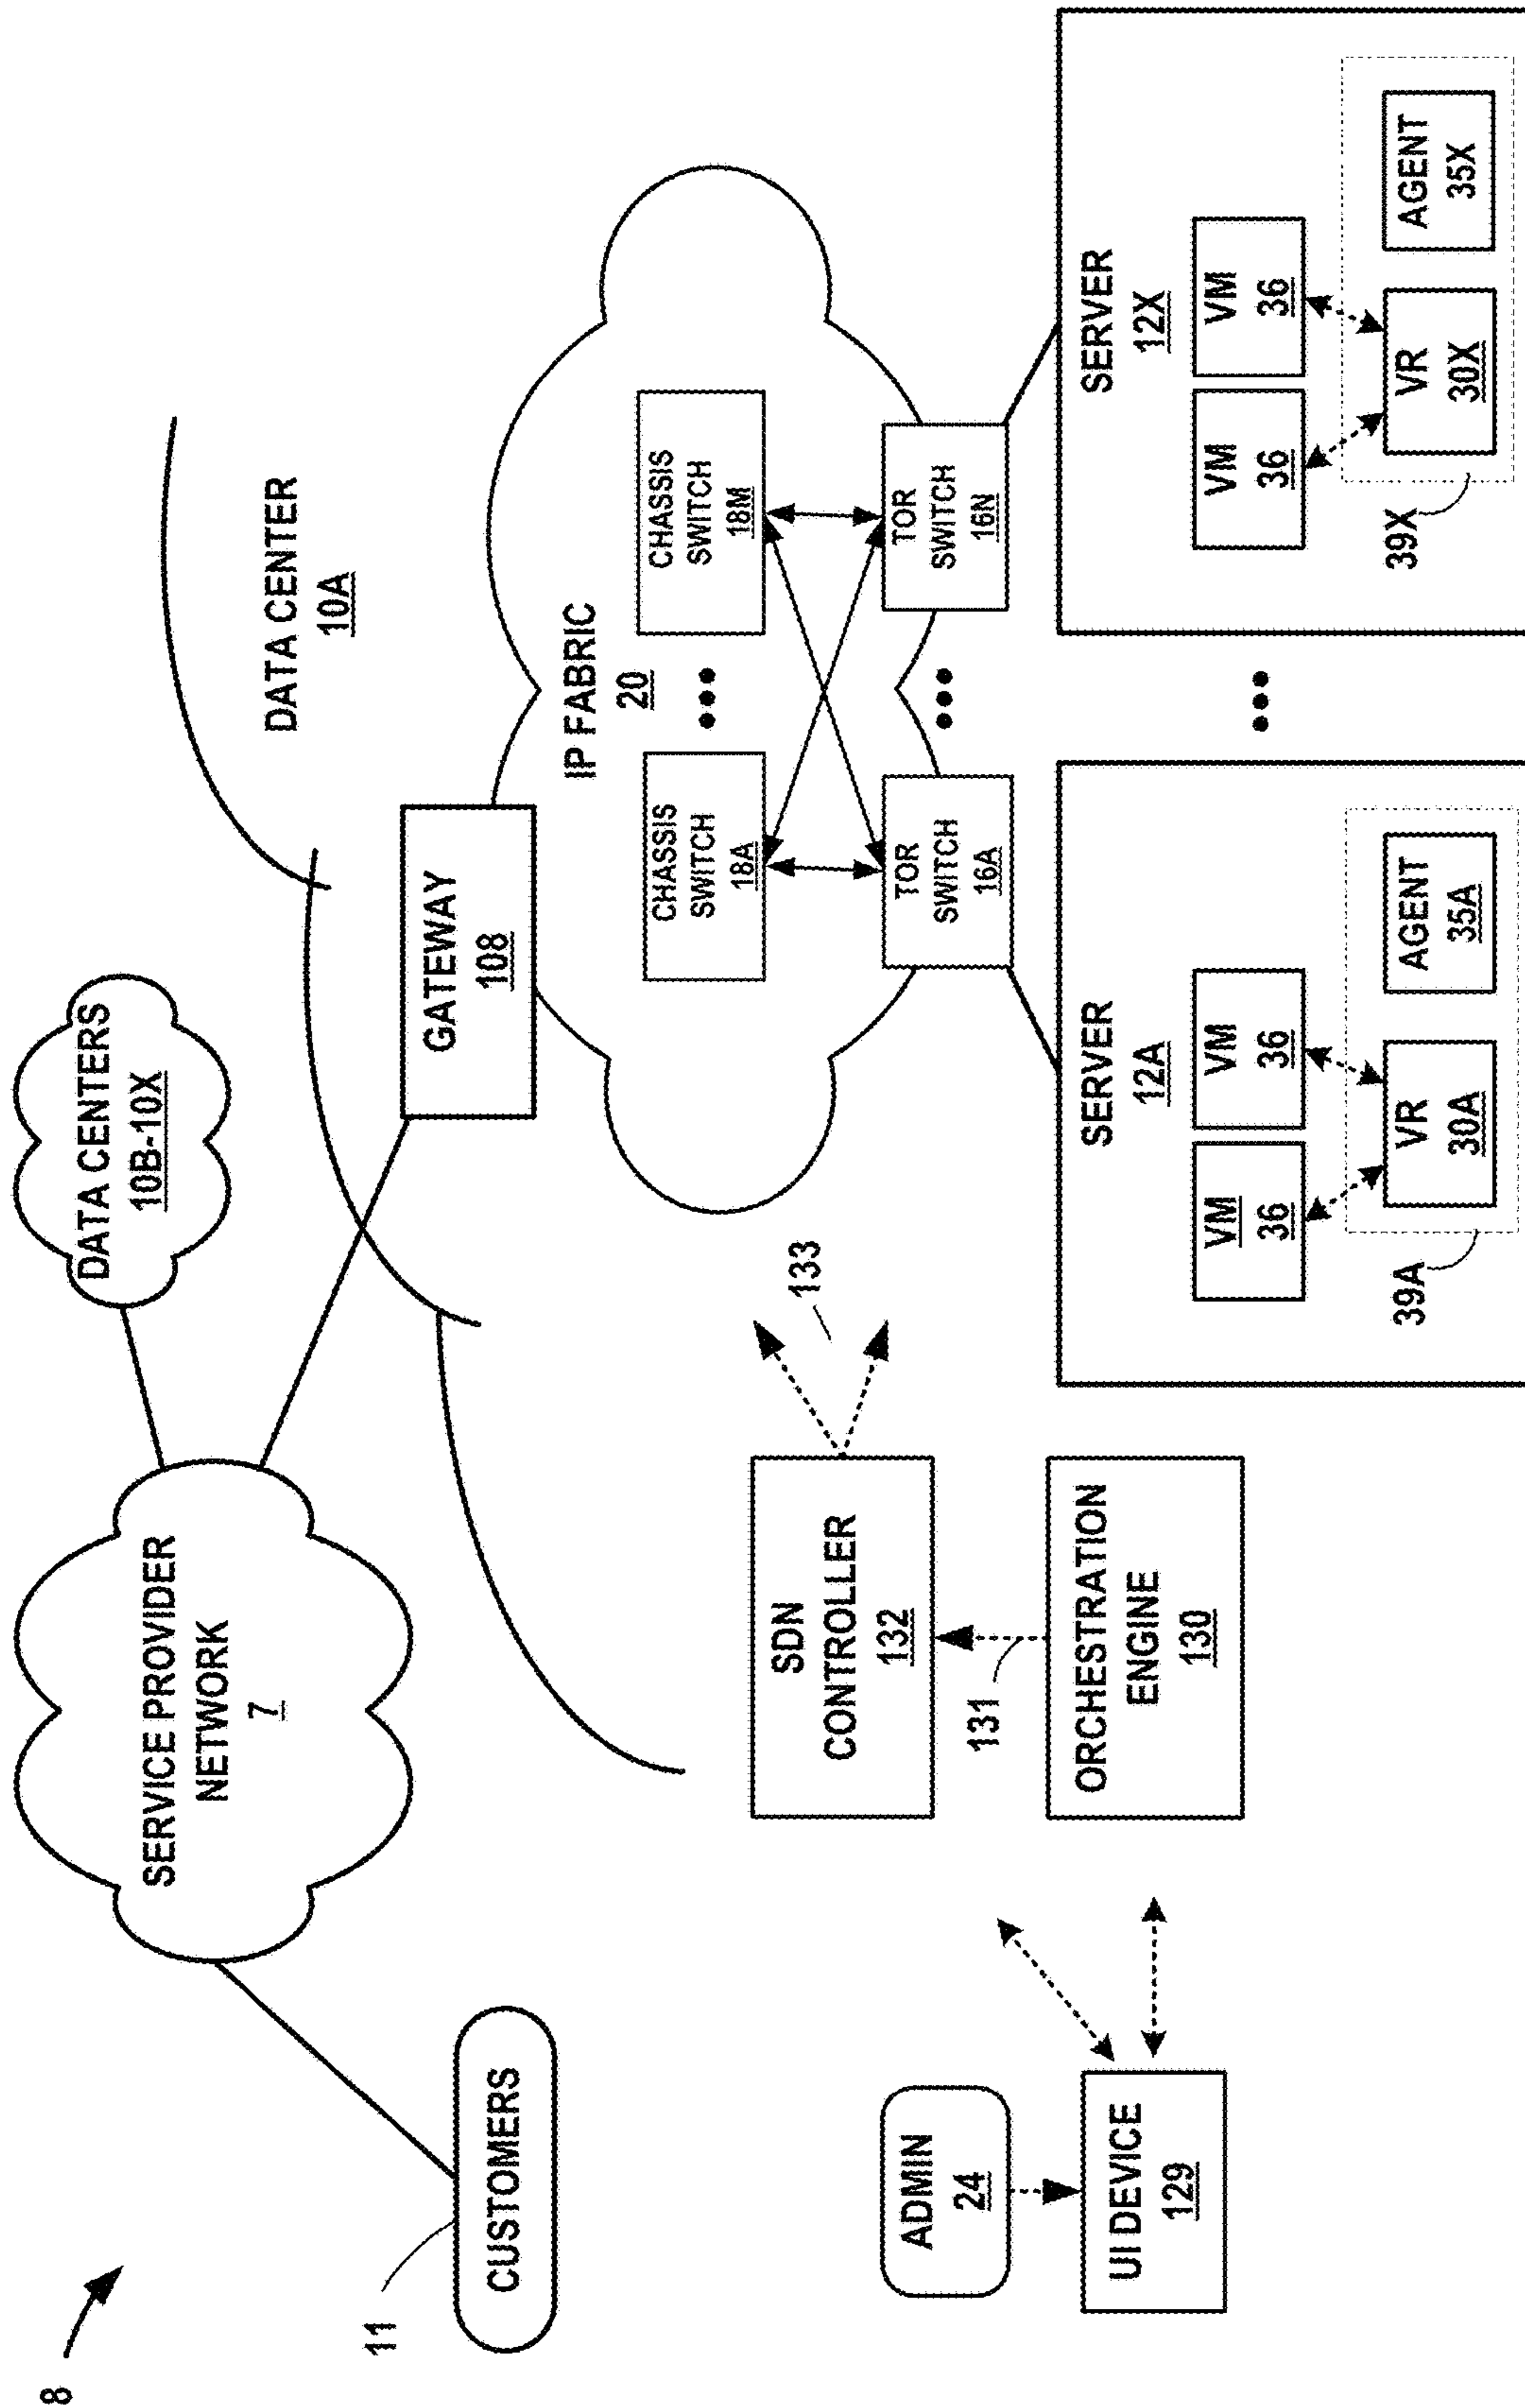 8
SERVICE PROVIDER
NETWORK
7
DATA CENTERS
10B-10X
11
CUSTOMERS
DATA CENTER
10A
GATEWAY
108
IP FABRIC
20
CHASSIS
SWITCH
18A
•••
CHASSIS
SWITCH
18M
TOR
SWITCH
16A
•••
TOR
SWITCH
16N
133
SDN
CONTROLLER
132
131
ORCHESTRATION
ENGINE
130
ADMIN
24
UI DEVICE
129
SERVER
12A
VM
36
VM
36
VR
30A
AGENT
35A
39A
•••
SERVER
12X
VM
36
VM
36
VR
30X
AGENT
35X
39X